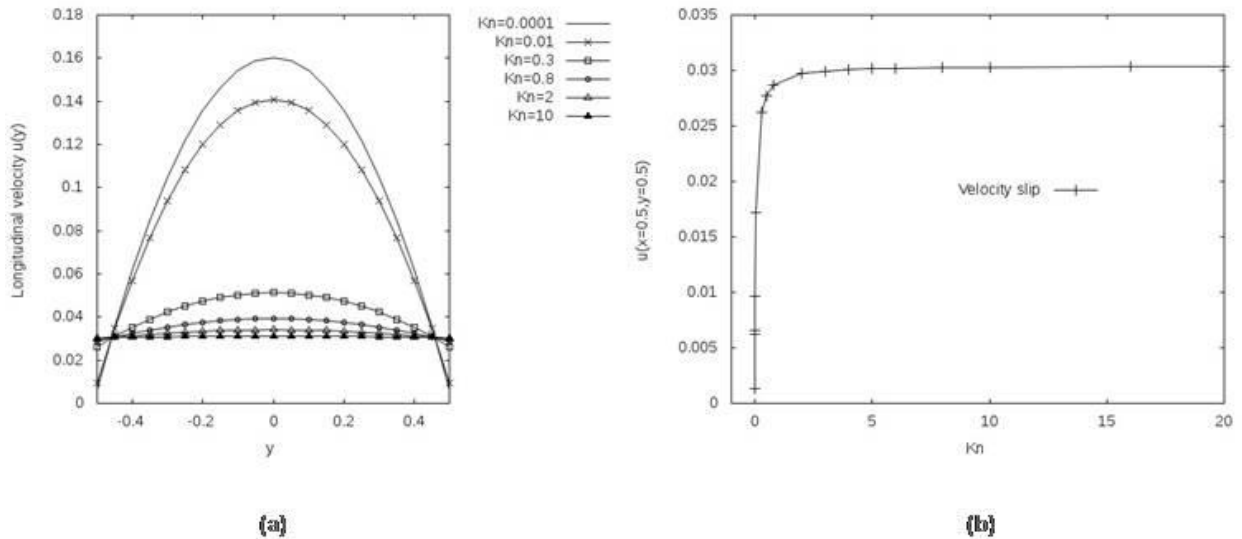 0.18
0.16
0.14
0.12
0.1
0.08
0.06
0.04
0.02
0
Longitudinal velocity u(y)
-0.4
-0.2
0
0.2
0.4
y
Kn=0.0001
Kn=0.01
Kn=0.3
Kn=0.8
Kn=2
Kn=10
(a)
0.035
0.03
0.025
0.02
0.015
0.01
0.005
0
u(x=0.5,y=0.5)
Velocity slip
0
5
10
15
20
Kn
(b)